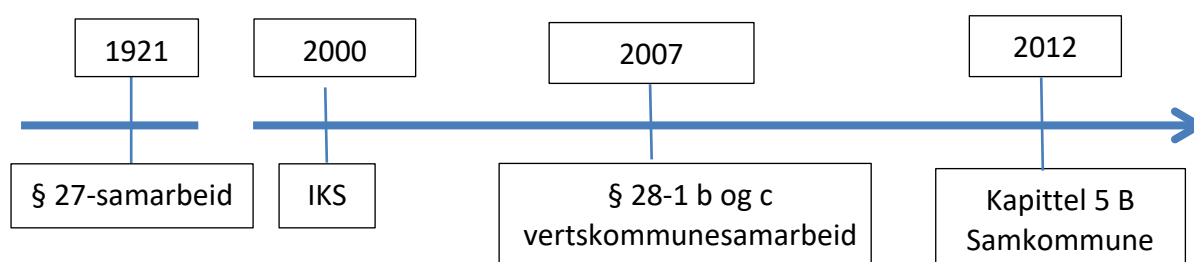 1921
2000
2007
2012
§ 27-samarbeid
IKS
§ 28-1 b og c
vertskommunesamarbeid
Kapittel 5 B
Samkommune